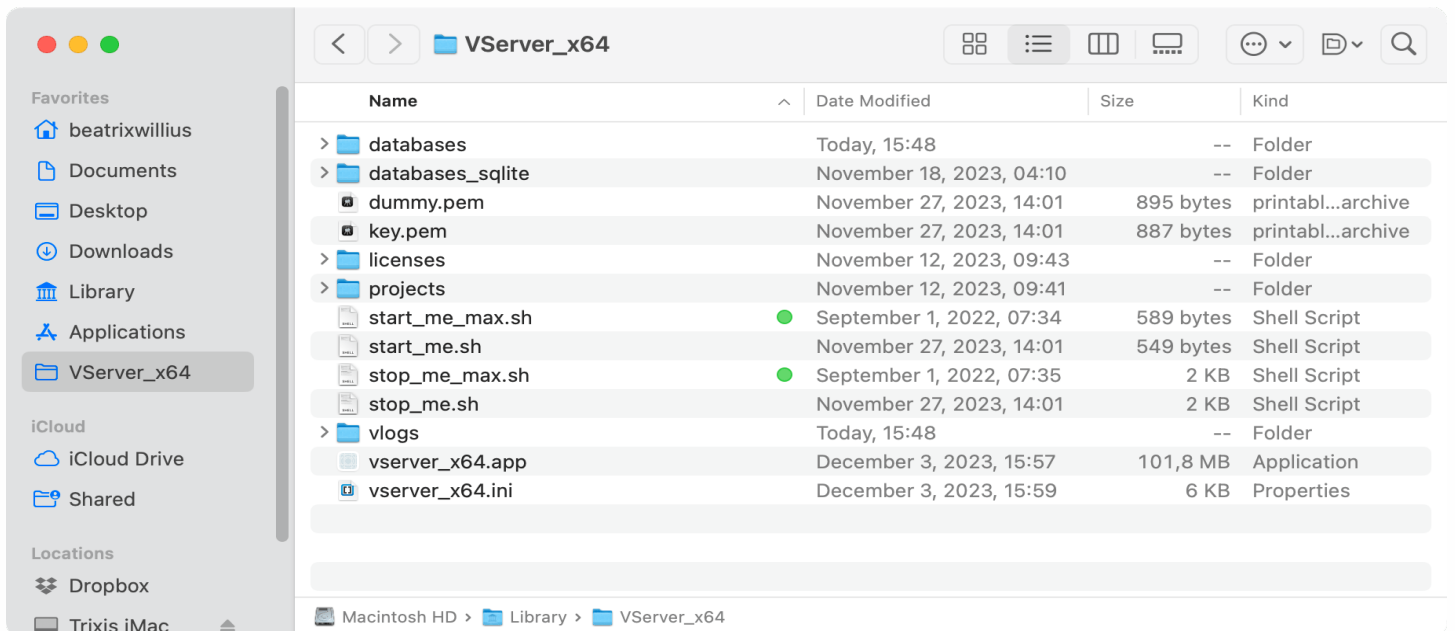 VServer_x64
Favorites
beatrixwillius
Documents
Desktop
Downloads
Library
Applications
VServer_x64
iCloud
iCloud Drive
Shared
Locations
Dropbox
Trixis iMac
Name Date Modified Size Kind
databases Today, 15:48 -- Folder
databases_sqlite November 18, 2023, 04:10 -- Folder
dummy.pem November 27, 2023, 14:01 895 bytes printabl...archive
key.pem November 27, 2023, 14:01 887 bytes printabl...archive
licenses November 12, 2023, 09:43 -- Folder
projects November 12, 2023, 09:41 -- Folder
start_me_max.sh September 1, 2022, 07:34 589 bytes Shell Script
start_me.sh November 27, 2023, 14:01 549 bytes Shell Script
stop_me_max.sh September 1, 2022, 07:35 2 KB Shell Script
stop_me.sh November 27, 2023, 14:01 2 KB Shell Script
vlogs Today, 15:48 -- Folder
vserver_x64.app December 3, 2023, 15:57 101,8 MB Application
vserver_x64.ini December 3, 2023, 15:59 6 KB Properties
Macintosh HD › Library › VServer_x64